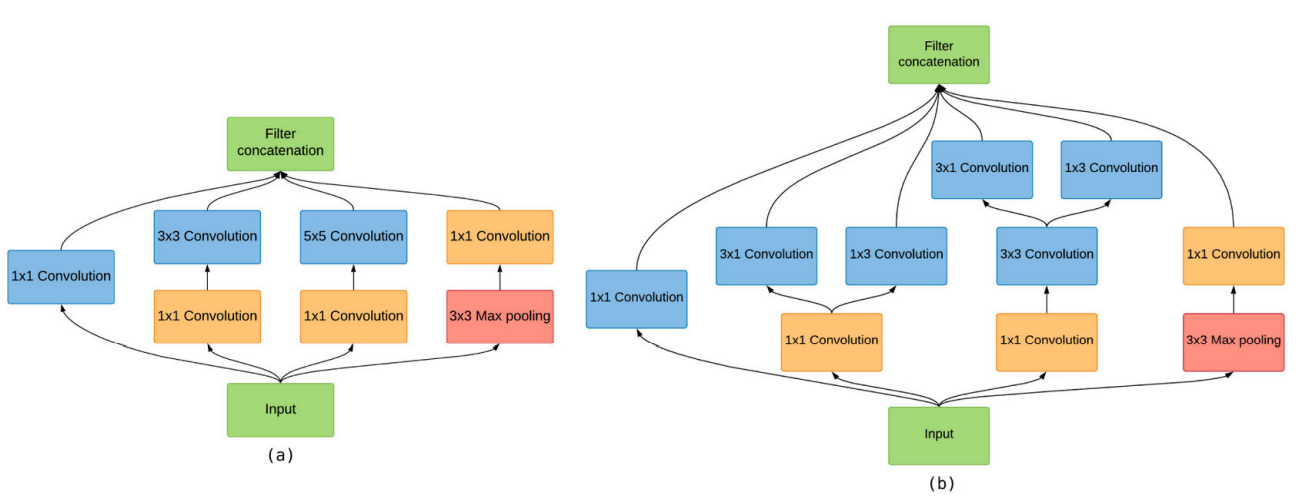 Filter
concatenation
3x3 Convolution
5x5 Convolution
1x1 Convolution
1x1 Convolution
1x1 Convolution
1x1 Convolution
3x3 Max pooling
Input
(a)
Filter
concatenation
3x1 Convolution
1x3 Convolution
3x1 Convolution
1x3 Convolution
3x3 Convolution
1x1 Convolution
1x1 Convolution
1x1 Convolution
1x1 Convolution
3x3 Max pooling
Input
(b)